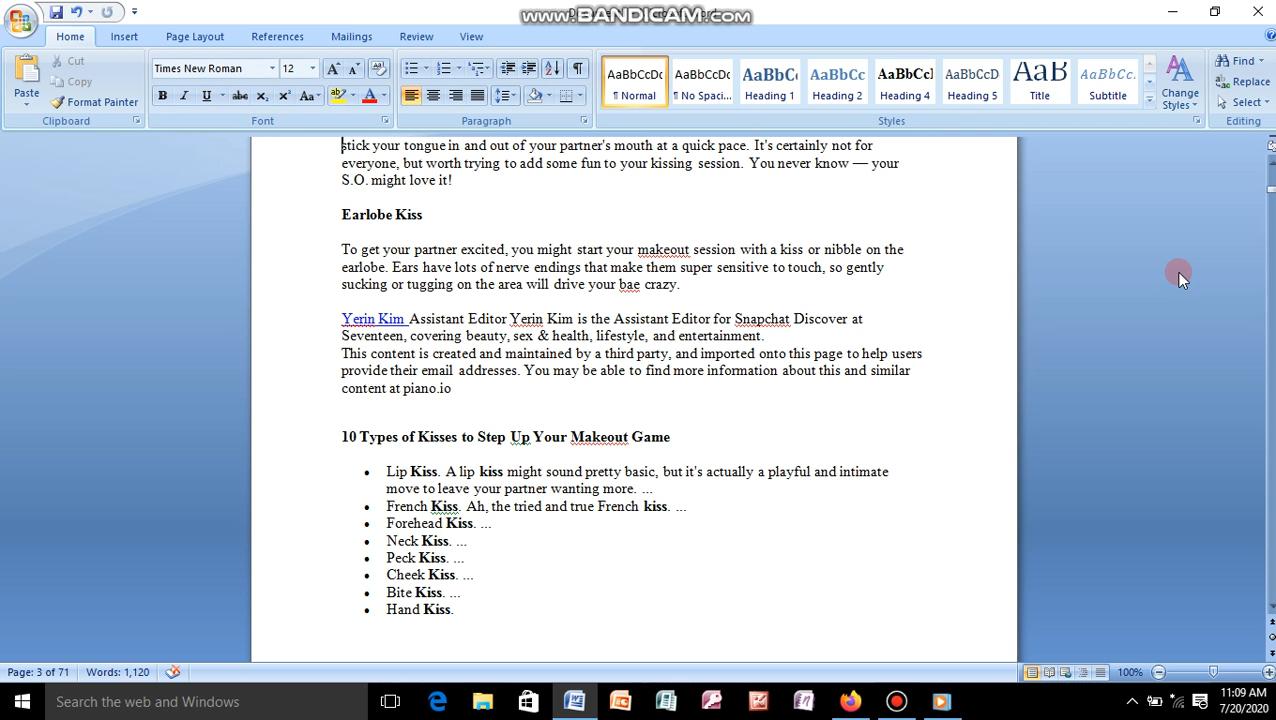 www.BANDICAM.com
Home Insert Page Layout References Mailings Review View
Paste
Cut
Copy
Format Painter
Clipboard
Times New Roman 12
Font
Paragraph
AaBbCcDc AaBbCcDc AaBbC AaBbCc AaBbCcI AaBbCcD AaB AaBbCc.
¶ Normal ¶ No Spaci... Heading 1 Heading 2 Heading 4 Heading 5 Title Subtitle
Change Styles
Styles
Find
Replace
Select
Editing
stick your tongue in and out of your partner's mouth at a quick pace. It's certainly not for
everyone, but worth trying to add some fun to your kissing session. You never know — your
S.O. might love it!
Earlobe Kiss
To get your partner excited, you might start your makeout session with a kiss or nibble on the
earlobe. Ears have lots of nerve endings that make them super sensitive to touch, so gently
sucking or tugging on the area will drive your bae crazy.
Yerin Kim Assistant Editor Yerin Kim is the Assistant Editor for Snapchat Discover at
Seventeen, covering beauty, sex & health, lifestyle, and entertainment.
This content is created and maintained by a third party, and imported onto this page to help users
provide their email addresses. You may be able to find more information about this and similar
content at piano.io
10 Types of Kisses to Step Up Your Makeout Game
• Lip Kiss. A lip kiss might sound pretty basic, but it's actually a playful and intimate
move to leave your partner wanting more. ...
• French Kiss. Ah, the tried and true French kiss. ...
• Forehead Kiss. ...
• Neck Kiss. ...
• Peck Kiss. ...
• Cheek Kiss. ...
• Bite Kiss. ...
• Hand Kiss.
Page: 3 of 71 Words: 1,120 100%
Search the web and Windows
11:09 AM
7/20/2020